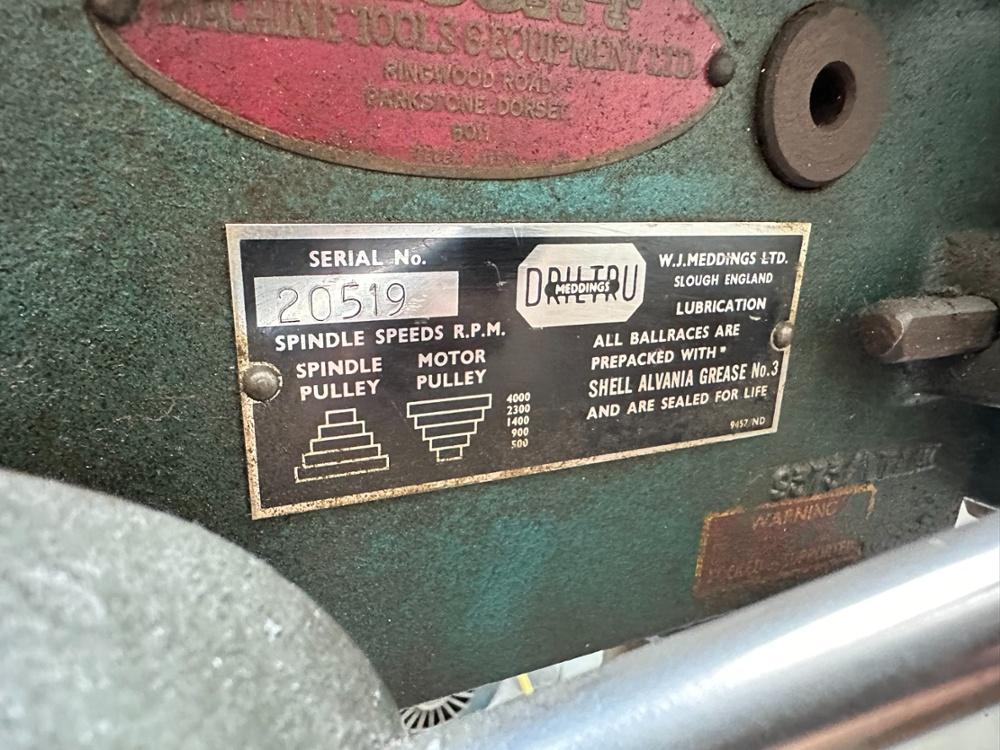 MACHINE TOOLS & EQUIPMENT LTD.
RINGWOOD ROAD,
PARKSTONE, DORSET.
SERIAL No.
20519
SPINDLE SPEEDS R.P.M.
SPINDLE PULLEY
MOTOR PULLEY
4000
2300
1400
900
500
DRILTRU
MEDDINGS
W.J.MEDDINGS LTD.
SLOUGH ENGLAND
LUBRICATION
ALL BALLRACES ARE
PREPACKED WITH
SHELL ALVANIA GREASE No.3
AND ARE SEALED FOR LIFE
9457/ND
WARNING